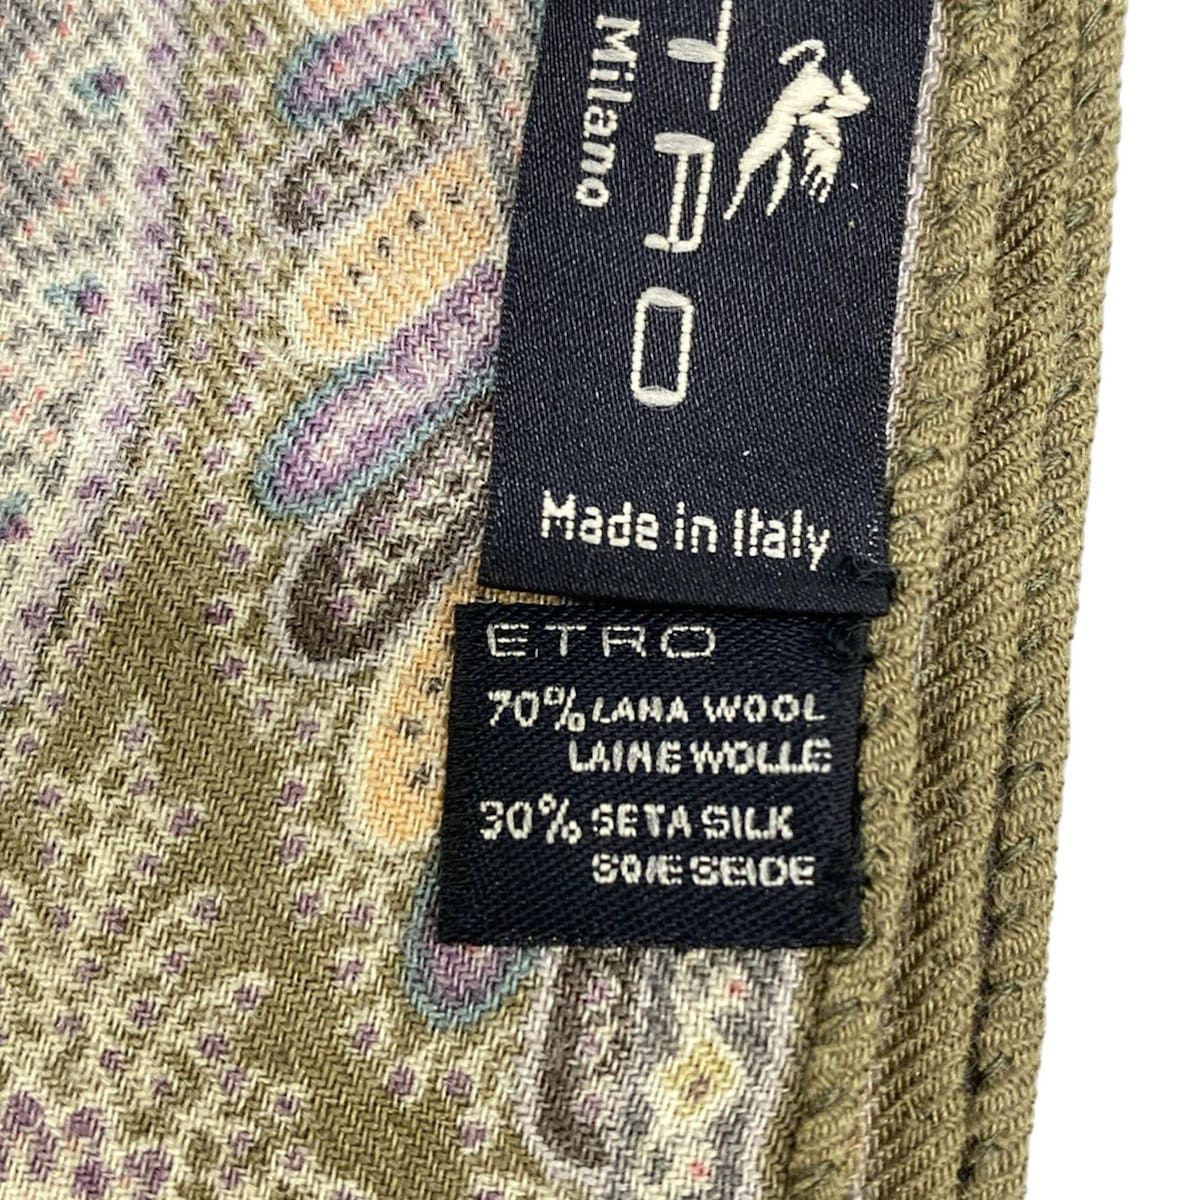 TRO
Milano
Made in Italy
ETRO
70% LANA WOOL
LAINE WOLLE
30% SETA SILK
SOIE SEIDE